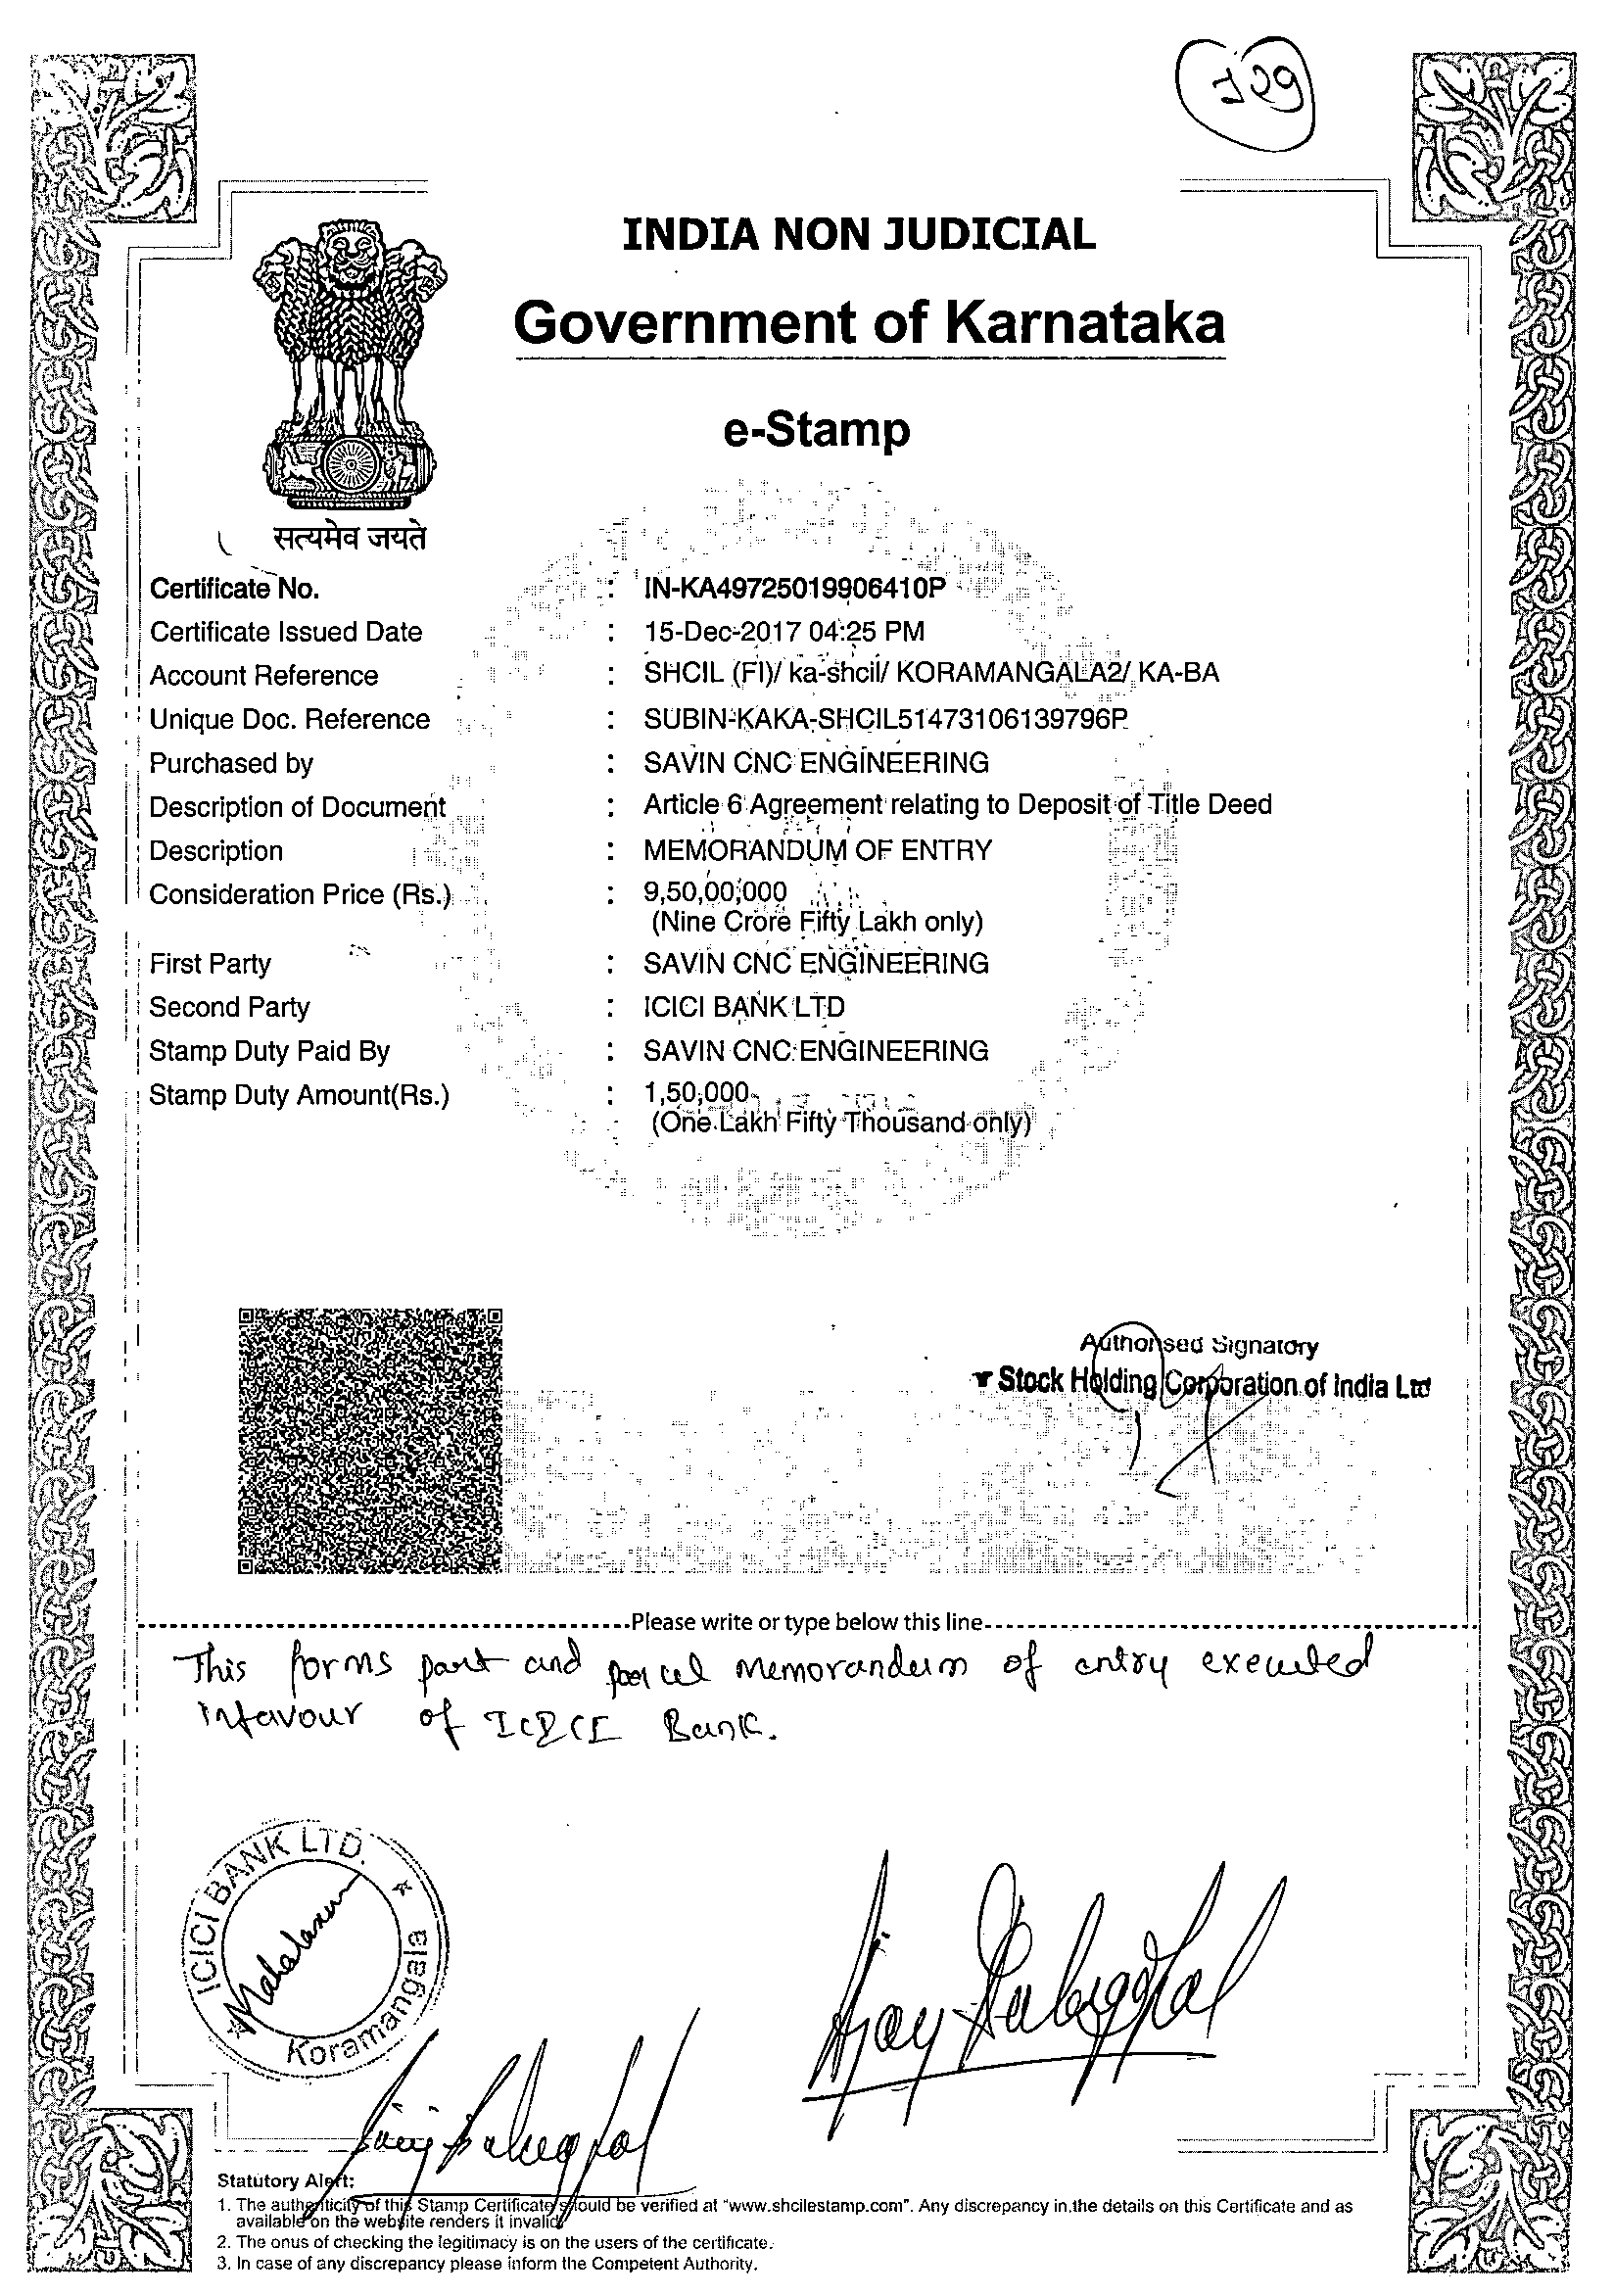 J29
INDIA NON JUDICIAL
Government of Karnataka
e-Stamp
सत्यमेव जयते
Certificate No. : IN-KA49725019906410P
Certificate Issued Date : 15-Dec-2017 04:25 PM
Account Reference : SHCIL (FI)/ ka-shcil/ KORAMANGALA2/ KA-BA
Unique Doc. Reference : SUBIN-KAKA-SHCIL51473106139796P
Purchased by : SAVIN CNC ENGINEERING
Description of Document : Article 6 Agreement relating to Deposit of Title Deed
Description : MEMORANDUM OF ENTRY
Consideration Price (Rs.) : 9,50,00,000
(Nine Crore Fifty Lakh only)
First Party : SAVIN CNC ENGINEERING
Second Party : ICICI BANK LTD
Stamp Duty Paid By : SAVIN CNC ENGINEERING
Stamp Duty Amount(Rs.) : 1,50,000
(One Lakh Fifty Thousand only)
Authorised Signatory
Stock Holding Corporation of India Ltd
Please write or type below this line
This forms part and parcel Memorandum of entry executed
infavour of ICICI Bank.
ICICI BANK LTD.
Koramangala
Statutory Alert:
1. The authenticity of this Stamp Certificate should be verified at "www.shcilestamp.com". Any discrepancy in the details on this Certificate and as
available on the website renders it invalid.
2. The onus of checking the legitimacy is on the users of the certificate.
3. In case of any discrepancy please inform the Competent Authority.